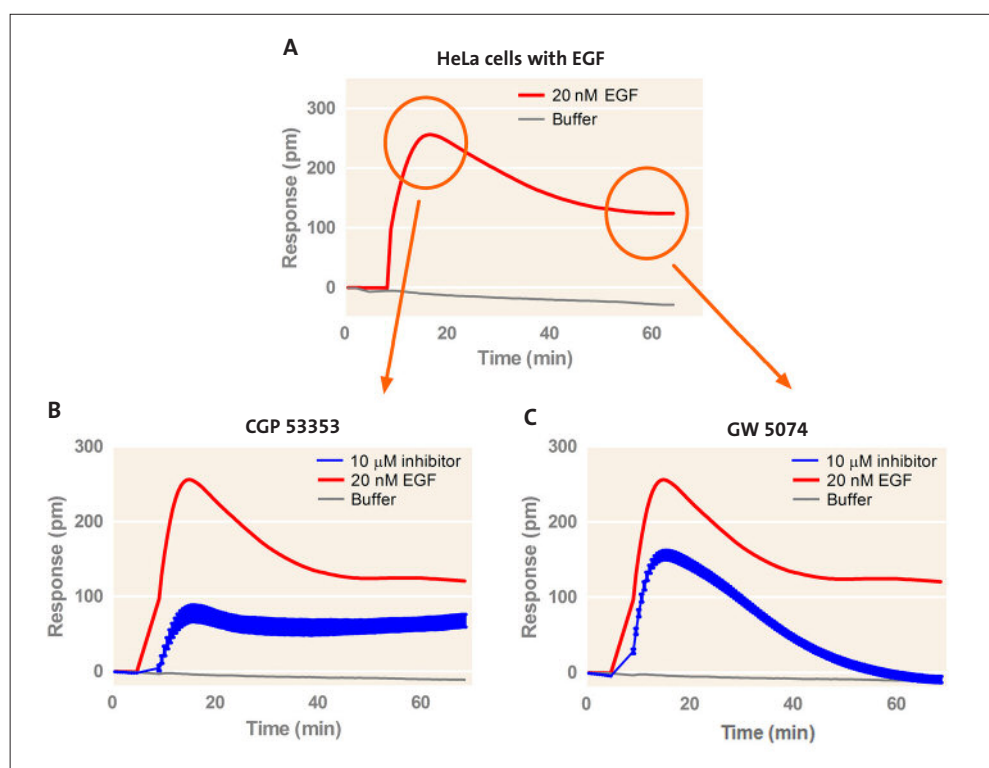 A
HeLa cells with EGF
20 nM EGF
Buffer
Response (pm)
300
200
100
0
0 20 40 60
Time (min)
B
CGP 53353
10 μM inhibitor
20 nM EGF
Buffer
Response (pm)
300
200
100
0
0 20 40 60
Time (min)
C
GW 5074
10 μM inhibitor
20 nM EGF
Buffer
Response (pm)
300
200
100
0
0 20 40 60
Time (min)